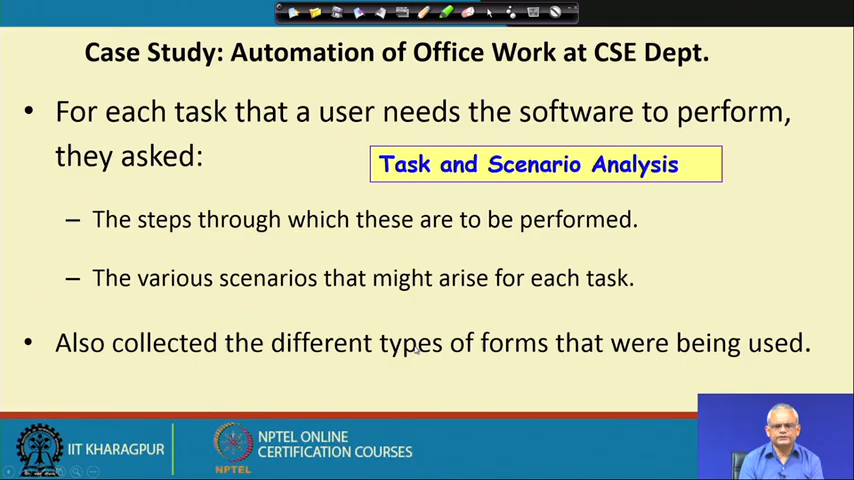 Case Study: Automation of Office Work at CSE Dept.
• For each task that a user needs the software to perform,
they asked:
Task and Scenario Analysis
– The steps through which these are to be performed.
– The various scenarios that might arise for each task.
• Also collected the different types of forms that were being used.
IIT KHARAGPUR
NPTEL
NPTEL ONLINE
CERTIFICATION COURSES